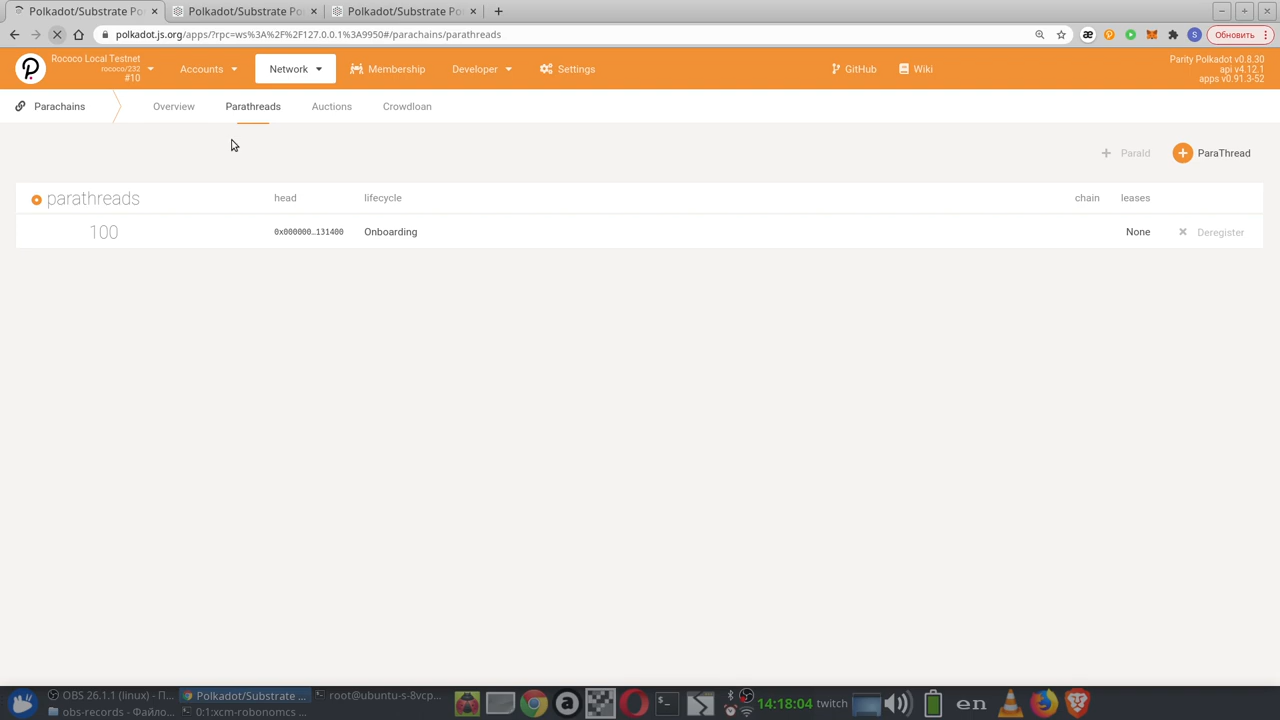 Polkadot/Substrate Po
Polkadot/Substrate Po
Polkadot/Substrate Po
polkadot.js.org/apps/?rpc=ws%3A%2F%2F127.0.0.1%3A9950#/parachains/parathreads
S
Обновить
Rococo Local Testnet
rococo/232
#10
Accounts
Network
Membership
Developer
Settings
GitHub
Wiki
Parity Polkadot v0.8.30
api v4.12.1
apps v0.91.3-52
Parachains
Overview
Parathreads
Auctions
Crowdloan
ParaId
ParaThread
parathreads
head
lifecycle
chain
leases
100
0x000000…131400
Onboarding
None
Deregister
OBS 26.1.1 (linux) - П...
Polkadot/Substrate ...
root@ubuntu-s-8vcp...
obs-records - Файло...
0;1:xcm-robonomcs ...
14:18:04
twitch
en